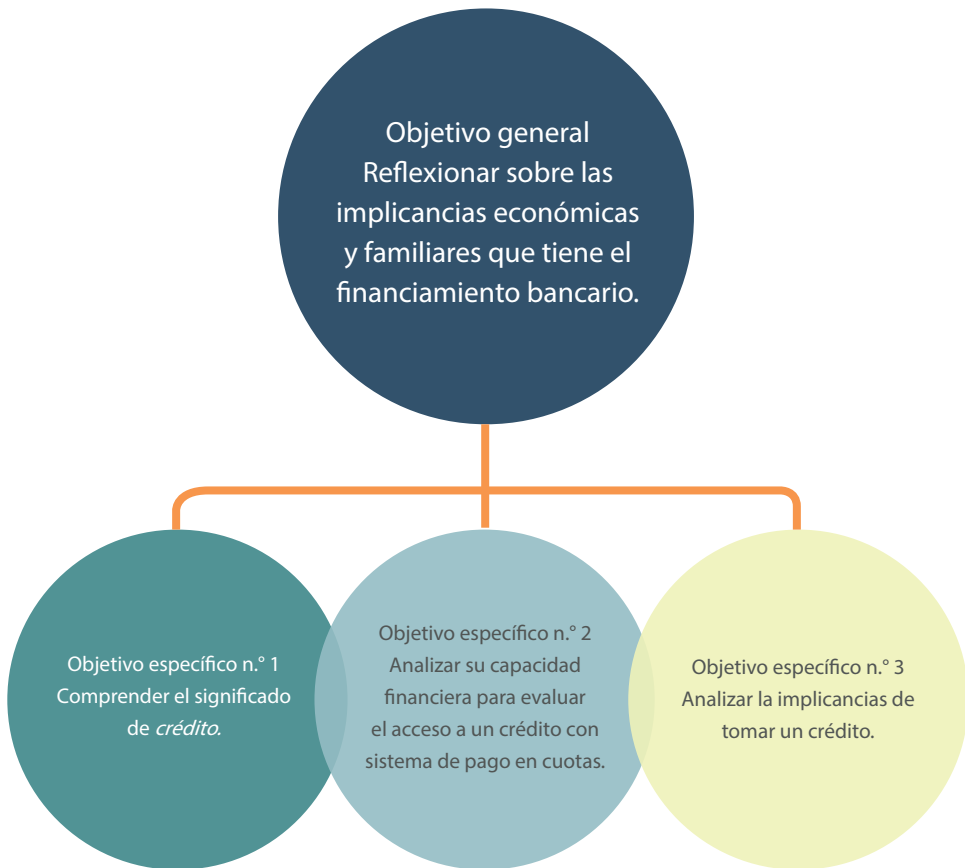 Objetivo general
Reflexionar sobre las
implicancias económicas
y familiares que tiene el
financiamiento bancario.
Objetivo específico n.° 1
Comprender el significado
de crédito.
Objetivo específico n.° 2
Analizar su capacidad
financiera para evaluar
el acceso a un crédito con
sistema de pago en cuotas.
Objetivo específico n.° 3
Analizar la implicancias de
tomar un crédito.